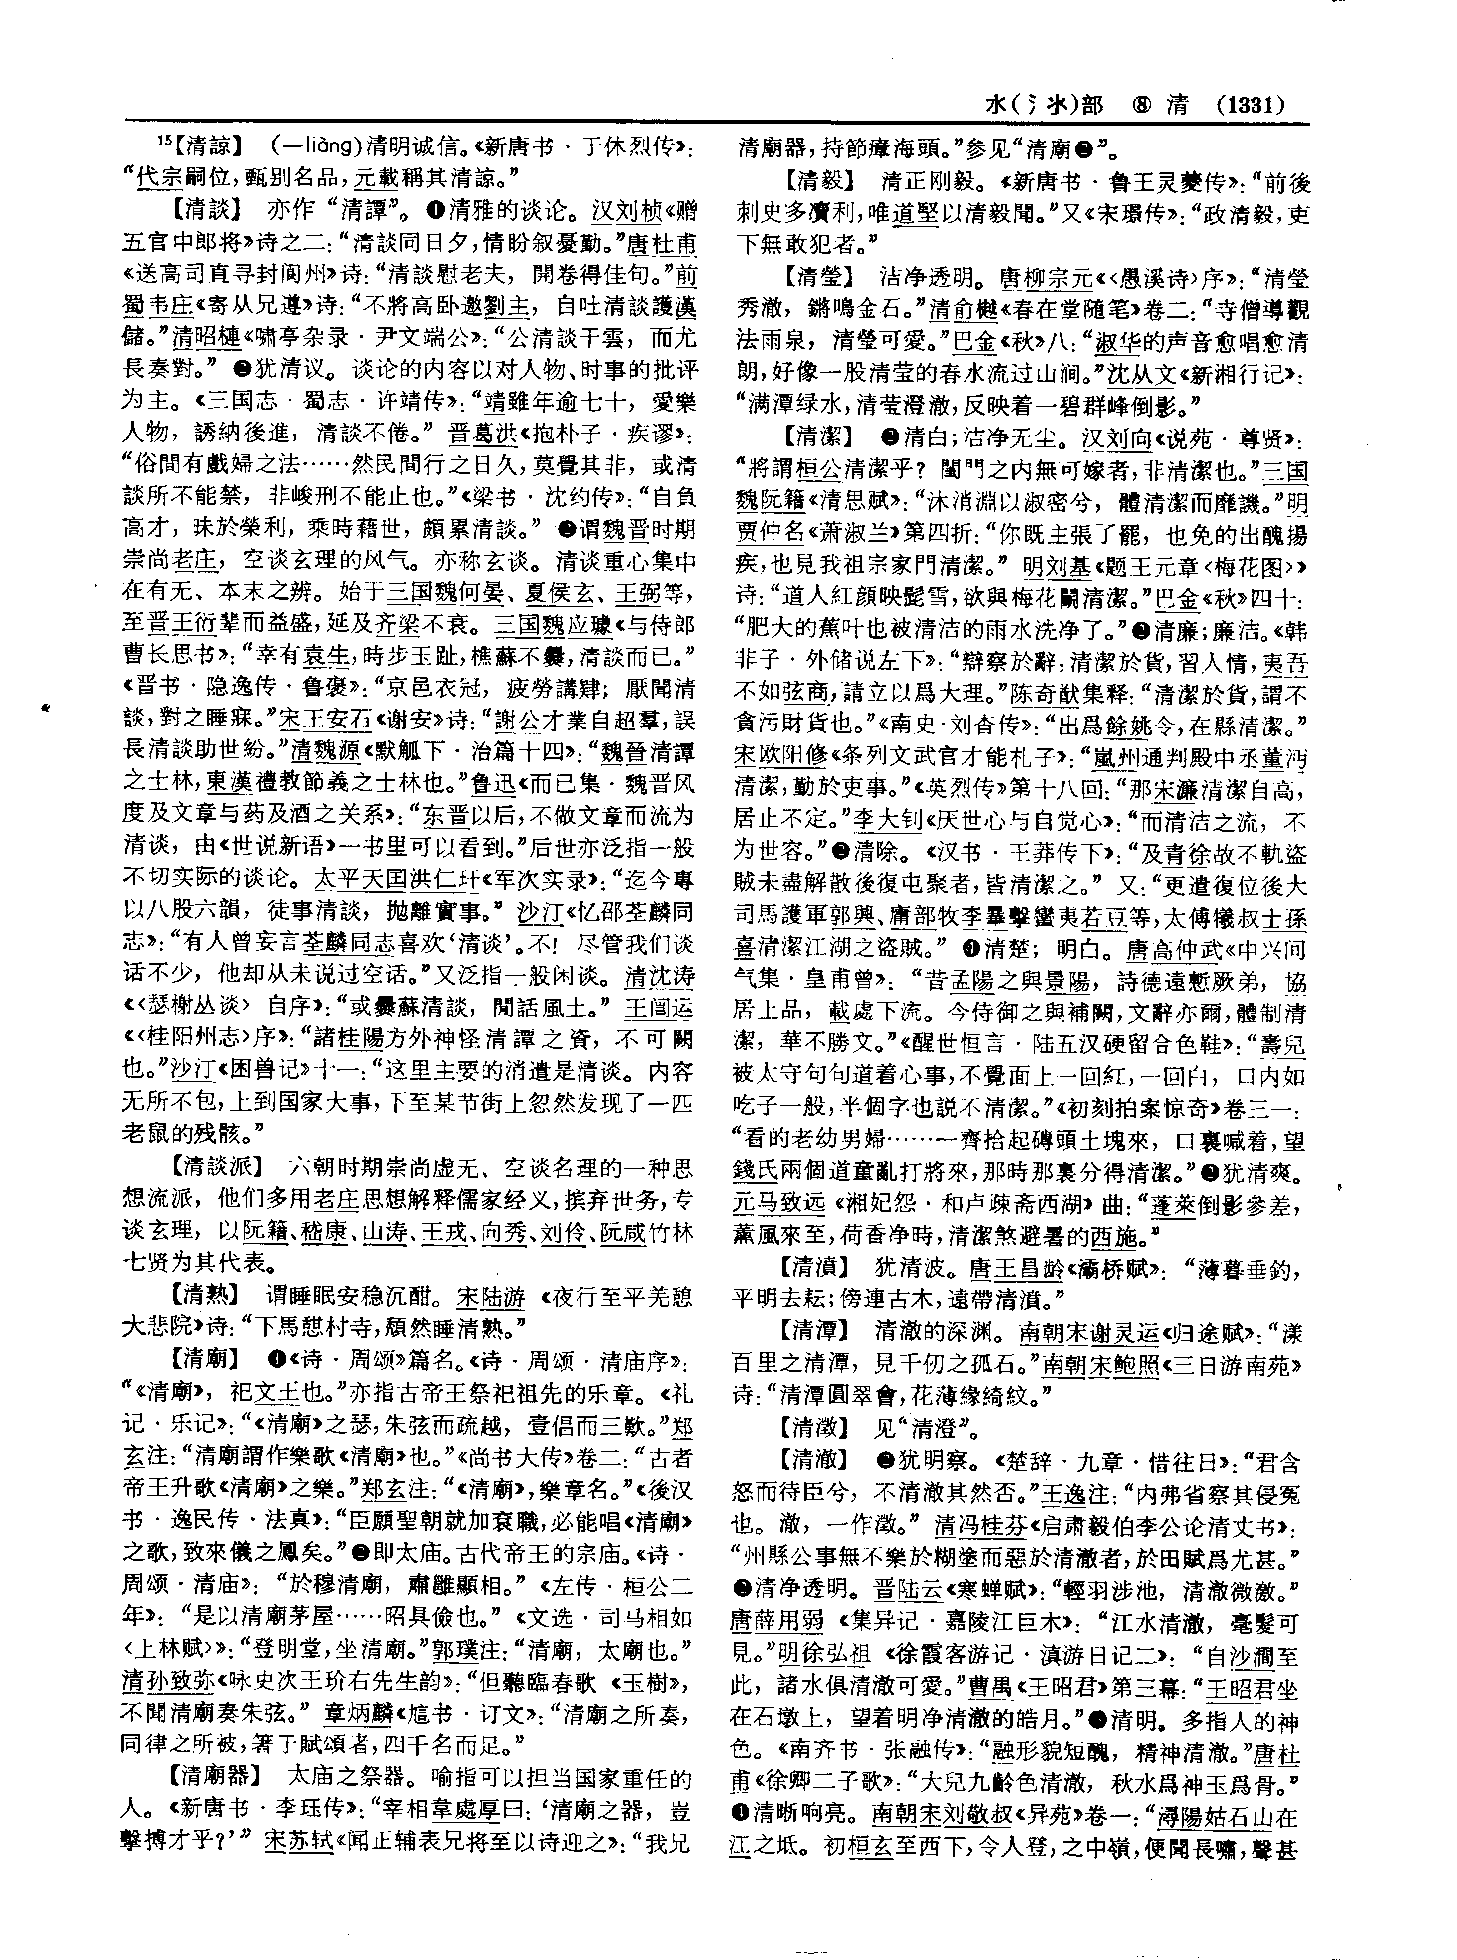 水(氵氺)部 ⑧ 清 (1331)
15【清諒】 (—liàng)清明诚信。《新唐书·于休烈传》：
“代宗嗣位，甄别名品，元載稱其清諒。”
【清談】 亦作“清譚”。❶清雅的谈论。汉刘桢《赠
五官中郎将》诗之二：“清談同日夕，情盼叙憂勤。”唐杜甫
《送高司直寻封阆州》诗：“清談慰老夫，開卷得佳句。”前
蜀韦庄《寄从兄遵》诗：“不將高卧邀劉主，自吐清談護漢
儲。”清昭槤《啸亭杂录·尹文端公》：“公清談干雲，而尤
長奏對。”❷犹清议。谈论的内容以对人物、时事的批评
为主。《三国志·蜀志·许靖传》：“靖雖年逾七十，愛樂
人物，誘納後進，清談不倦。”晋葛洪《抱朴子·疾谬》：
“俗間有戲婦之法……然民間行之日久，莫覺其非，或清
談所不能禁，非峻刑不能止也。”《梁书·沈约传》：“自負
高才，昧於榮利，乘時藉世，頗累清談。”❸谓魏晋时期
崇尚老庄，空谈玄理的风气。亦称玄谈。清谈重心集中
在有无、本末之辨。始于三国魏何晏、夏侯玄、王弼等，
至晋王衍辈而益盛，延及齐梁不衰。三国魏应璩《与侍郎
曹长思书》：“幸有袁生，時步玉趾，樵蘇不爨，清談而已。”
《晋书·隐逸传·鲁褒》：“京邑衣冠，疲勞講肄；厭聞清
談，對之睡寐。”宋王安石《谢安》诗：“謝公才業自超羣，誤
長清談助世紛。”清魏源《默觚下·治篇十四》：“魏晉清譚
之士林，東漢禮教節義之士林也。”鲁迅《而已集·魏晋风
度及文章与药及酒之关系》：“东晋以后，不做文章而流为
清谈，由《世说新语》一书里可以看到。”后世亦泛指一般
不切实际的谈论。太平天囯洪仁玕《军次实录》：“迄今專
以八股六韻，徒事清談，抛離實事。”沙汀《忆邵荃麟同
志》：“有人曾妄言荃麟同志喜欢‘清谈’。不！尽管我们谈
话不少，他却从未说过空话。”又泛指一般闲谈。清沈涛
《〈瑟榭丛谈〉自序》：“或爨蘇清談，閒話風土。”王闿运
《〈桂阳州志〉序》：“諸桂陽方外神怪清譚之資，不可闕
也。”沙汀《困兽记》十一：“这里主要的消遣是清谈。内容
无所不包，上到国家大事，下至某节街上忽然发现了一匹
老鼠的残骸。”
【清談派】 六朝时期崇尚虚无、空谈名理的一种思
想流派，他们多用老庄思想解释儒家经义，摈弃世务，专
谈玄理，以阮籍、嵇康、山涛、王戎、向秀、刘伶、阮咸竹林
七贤为其代表。
【清熟】 谓睡眠安稳沉酣。宋陆游《夜行至平羌憩
大悲院》诗：“下馬憇村寺，頹然睡清熟。”
【清廟】 ❶《诗·周颂》篇名。《诗·周颂·清庙序》：
“《清廟》，祀文王也。”亦指古帝王祭祀祖先的乐章。《礼
记·乐记》：“《清廟》之瑟，朱弦而疏越，壹倡而三歎。”郑
玄注：“清廟謂作樂歌《清廟》也。”《尚书大传》卷二：“古者
帝王升歌《清廟》之樂。”郑玄注：“《清廟》，樂章名。”《後汉
书·逸民传·法真》：“臣願聖朝就加衮職，必能唱《清廟》
之歌，致來儀之鳳矣。”❷即太庙。古代帝王的宗庙。《诗·
周颂·清庙》：“於穆清廟，肅雝顯相。”《左传·桓公二
年》：“是以清廟茅屋……昭其儉也。”《文选·司马相如
〈上林赋〉》：“登明堂，坐清廟。”郭璞注：“清廟，太廟也。”
清孙致弥《咏史次王玠右先生韵》：“但聽臨春歌《玉樹》，
不聞清廟奏朱弦。”章炳麟《訄书·订文》：“清廟之所奏，
同律之所被，箸于賦頌者，四千名而足。”
【清廟器】 太庙之祭器。喻指可以担当国家重任的
人。《新唐书·李珏传》：“宰相韋處厚曰：‘清廟之器，豈
擊搏才乎？’”宋苏轼《闻正辅表兄将至以诗迎之》：“我兄
清廟器，持節瘴海頭。”参见“清廟❷”。
【清毅】 清正刚毅。《新唐书·鲁王灵夔传》：“前後
刺史多瀆利，唯道堅以清毅聞。”又《宋璟传》：“政清毅，吏
下無敢犯者。”
【清瑩】 洁净透明。唐柳宗元《〈愚溪诗〉序》：“清瑩
秀澈，鏘鳴金石。”清俞樾《春在堂随笔》卷二：“寺僧導觀
法雨泉，清瑩可愛。”巴金《秋》八：“淑华的声音愈唱愈清
朗，好像一股清莹的春水流过山涧。”沈从文《新湘行记》：
“满潭绿水，清莹澄澈，反映着一碧群峰倒影。”
【清潔】 ❶清白；洁净无尘。汉刘向《说苑·尊贤》：
“將謂桓公清潔乎？閨門之内無可嫁者，非清潔也。”三国
魏阮籍《清思赋》：“沐洧淵以淑密兮，體清潔而靡譏。”明
贾仲名《萧淑兰》第四折：“你既主張了罷，也免的出醜揚
疾，也見我祖宗家門清潔。”明刘基《题王元章〈梅花图〉》
诗：“道人紅顔映髭雪，欲與梅花鬭清潔。”巴金《秋》四十：
“肥大的蕉叶也被清洁的雨水洗净了。”❷清廉；廉洁。《韩
非子·外储说左下》：“辯察於辭，清潔於貨，習人情，夷吾
不如弦商，請立以爲大理。”陈奇猷集释：“清潔於貨，謂不
貪污財貨也。”《南史·刘杳传》：“出爲餘姚令，在縣清潔。”
宋欧阳修《条列文武官才能札子》：“嵐州通判殿中丞董沔
清潔，勤於吏事。”《英烈传》第十八回：“那宋濂清潔自高，
居止不定。”李大钊《厌世心与自觉心》：“而清洁之流，不
为世容。”❸清除。《汉书·王莽传下》：“及青徐故不軌盜
賊未盡解散後復屯聚者，皆清潔之。”又：“更遣復位後大
司馬護軍郭興、庸部牧李曅擊蠻夷若豆等，太傅犧叔士孫
喜清潔江湖之盜賊。”❹清楚；明白。唐高仲武《中兴间
气集·皇甫曾》：“昔孟陽之與景陽，詩德遠慙厥弟，協
居上品，載處下流。今侍御之與補闕，文辭亦爾，體制清
潔，華不勝文。”《醒世恒言·陆五汉硬留合色鞋》：“壽兒
被太守句句道着心事，不覺面上一回紅，一回白，口内如
吃子一般，半個字也説不清潔。”《初刻拍案惊奇》卷三一：
“看的老幼男婦……一齊拾起磚頭土塊來，口裏喊着，望
錢氏兩個道童亂打將來，那時那裏分得清潔。”❺犹清爽。
元马致远《湘妃怨·和卢疎斋西湖》曲：“蓬萊倒影參差，
薰風來至，荷香净時，清潔煞避暑的西施。”
【清濆】 犹清波。唐王昌龄《灞桥赋》：“薄暮垂釣，
平明去耘；傍連古木，遠帶清濆。”
【清潭】 清澈的深渊。南朝宋谢灵运《归途赋》：“漾
百里之清潭，見千仞之孤石。”南朝宋鲍照《三日游南苑》
诗：“清潭圓翠會，花薄緣綺紋。”
【清澂】 见“清澄”。
【清澈】 ❶犹明察。《楚辞·九章·惜往日》：“君含
怒而待臣兮，不清澈其然否。”王逸注：“内弗省察其侵冤
也。澈，一作澂。”清冯桂芬《启肃毅伯李公论清丈书》：
“州縣公事無不樂於糊塗而惡於清澈者，於田賦爲尤甚。”
❷清净透明。晋陆云《寒蝉赋》：“輕羽涉池，清澈微激。”
唐薛用弱《集异记·嘉陵江巨木》：“江水清澈，毫髮可
見。”明徐弘祖《徐霞客游记·滇游日记二》：“自沙澗至
此，諸水俱清澈可愛。”曹禺《王昭君》第三幕：“王昭君坐
在石墩上，望着明净清澈的皓月。”❸清明。多指人的神
色。《南齐书·张融传》：“融形貌短醜，精神清澈。”唐杜
甫《徐卿二子歌》：“大兒九齡色清澈，秋水爲神玉爲骨。”
❹清晰响亮。南朝宋刘敬叔《异苑》卷一：“潯陽姑石山在
江之坻。初桓玄至西下，令人登，之中嶺，便聞長嘯，聲甚